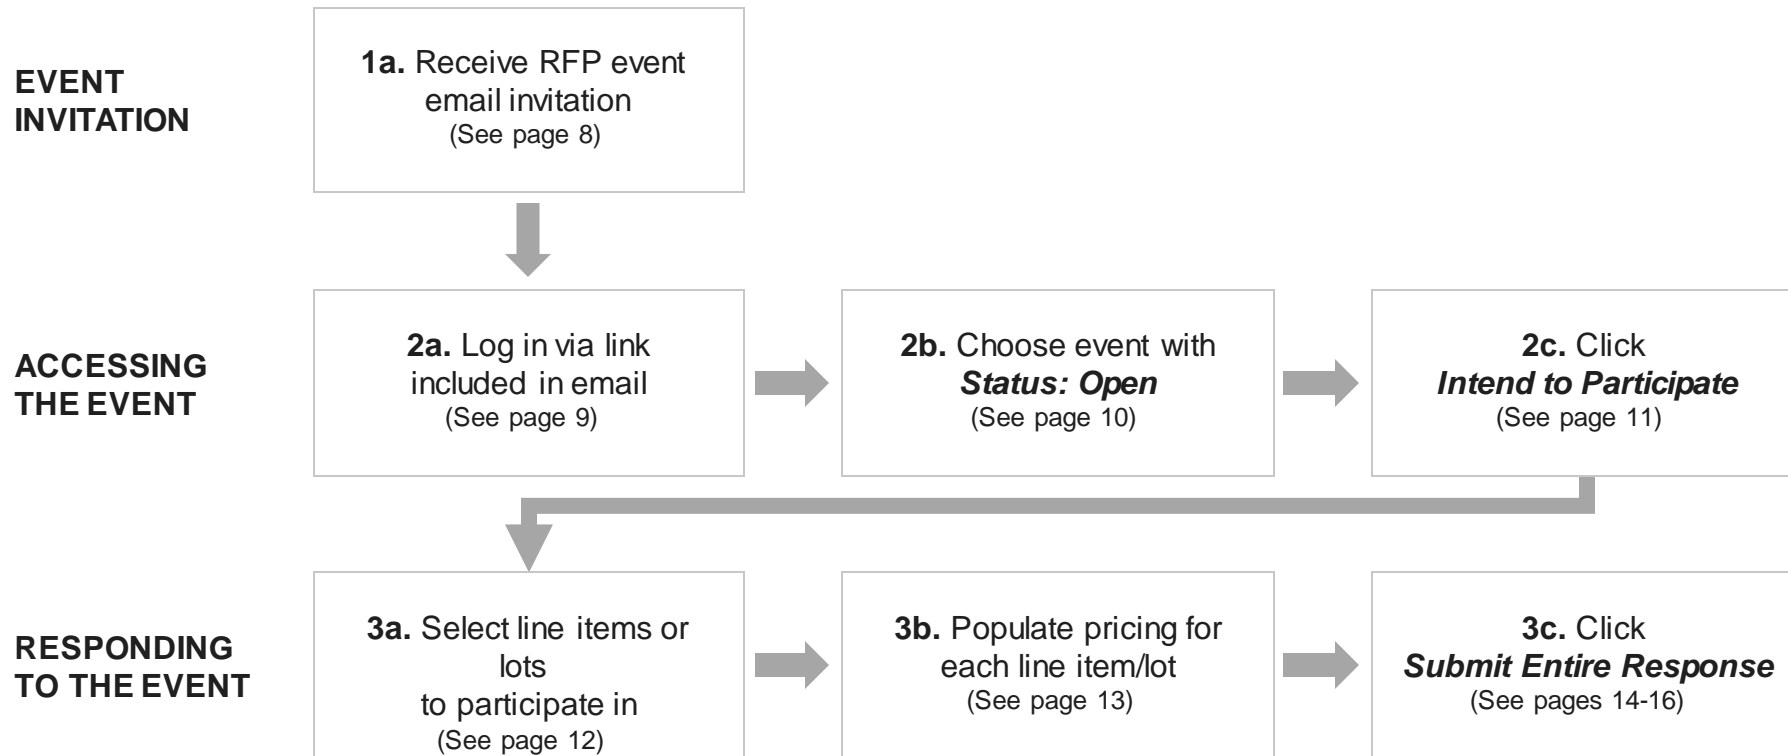 EVENT
INVITATION
1a. Receive RFP event
email invitation
(See page 8)
ACCESSING
THE EVENT
2a. Log in via link
included in email
(See page 9)
2b. Choose event with
Status: Open
(See page 10)
2c. Click
Intend to Participate
(See page 11)
RESPONDING
TO THE EVENT
3a. Select line items or
lots
to participate in
(See page 12)
3b. Populate pricing for
each line item/lot
(See page 13)
3c. Click
Submit Entire Response
(See pages 14-16)